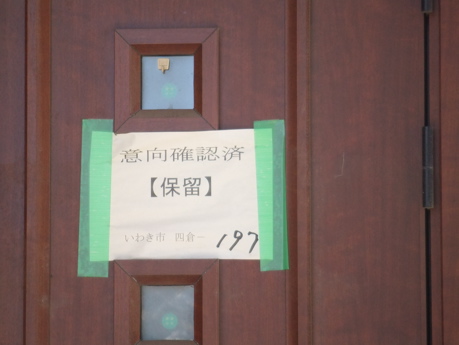 意向確認済
【保留】
いわき市 四倉－ 197